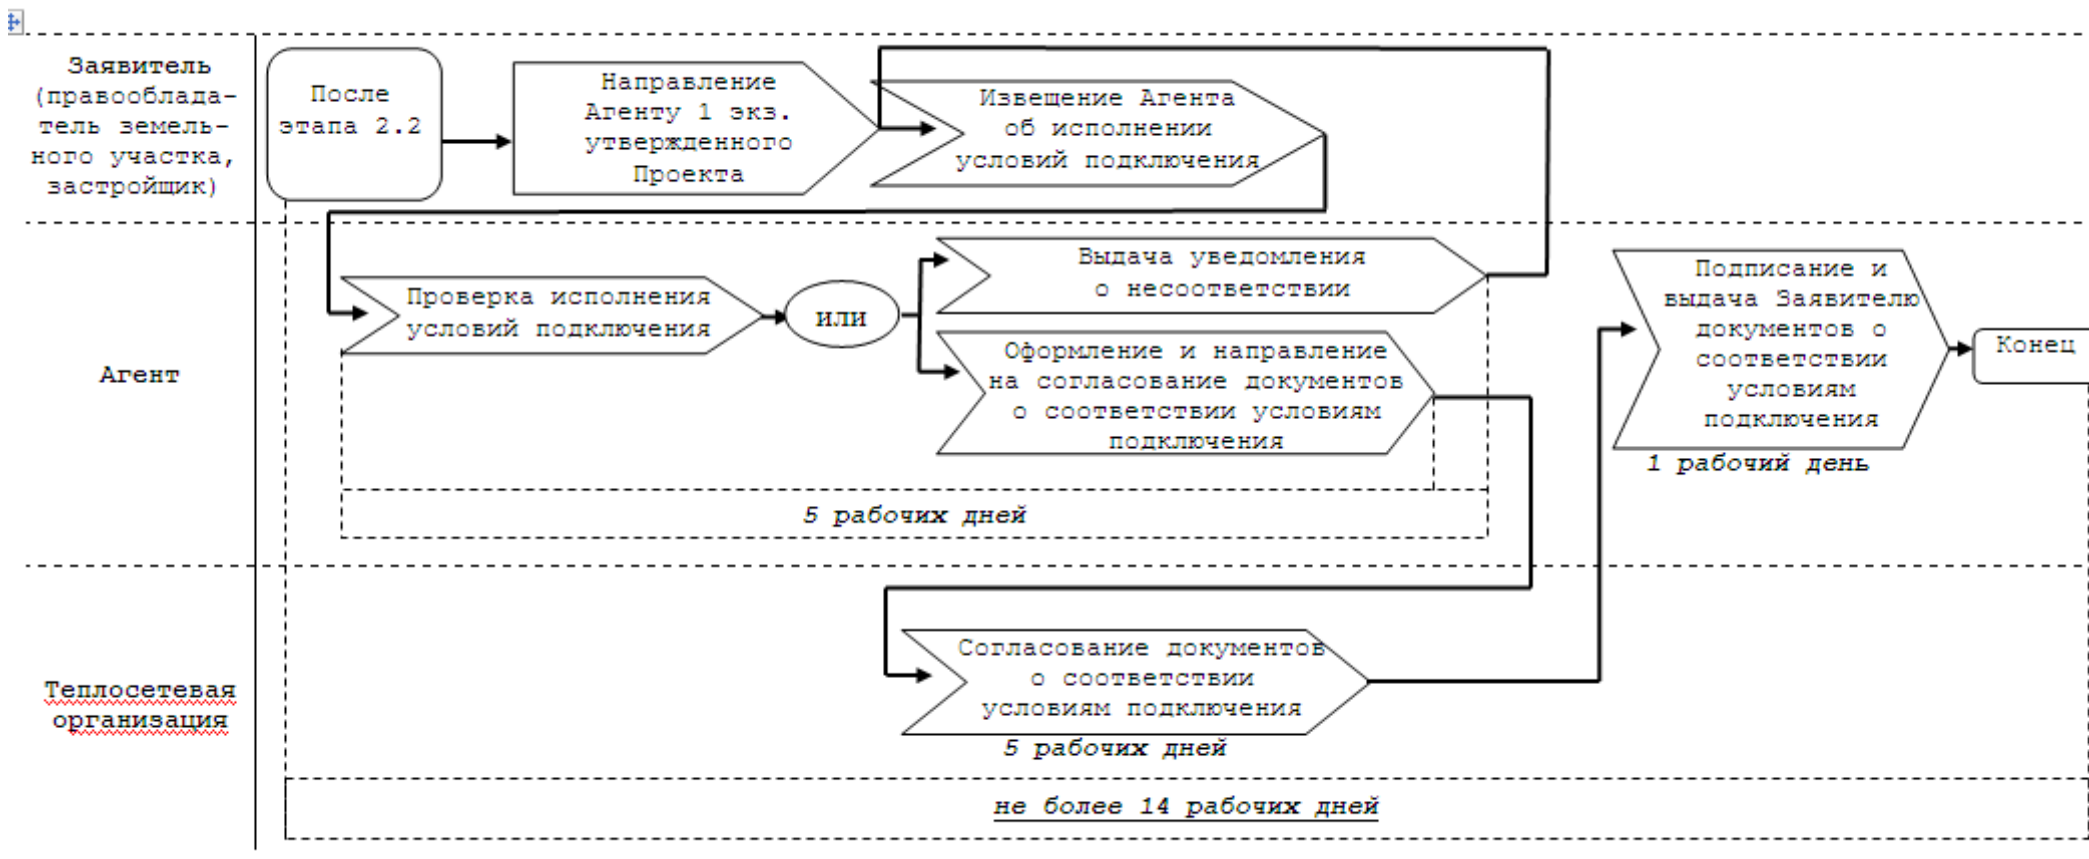 Заявитель
(правооблада-
тель земель-
ного участка,
застройщик)
После
этапа 2.2
Направление
Агенту 1 экз.
утвержденного
Проекта
Извещение Агента
об исполнении
условий подключения
Агент
Проверка исполнения
условий подключения
или
Выдача уведомления
о несоответствии
Оформление и направление
на согласование документов
о соответствии условиям
подключения
5 рабочих дней
Подписание и
выдача Заявителю
документов о
соответствии
условиям
подключения
1 рабочий день
Конец
Теплосетевая
организация
Согласование документов
о соответствии
условиям подключения
5 рабочих дней
не более 14 рабочих дней